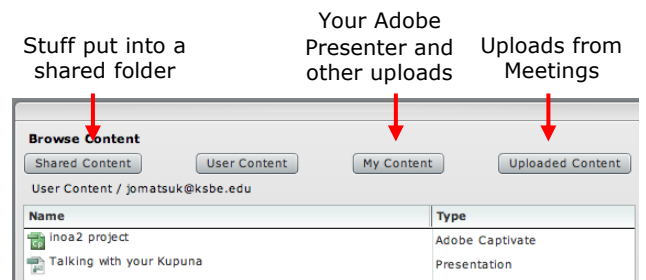 Stuff put into a
shared folder
Your Adobe
Presenter and
other uploads
Uploads from
Meetings
Browse Content
Shared Content
User Content
My Content
Uploaded Content
User Content / jomatsuk@ksbe.edu
Name
Type
inoa2 project
Adobe Captivate
Talking with your Kupuna
Presentation